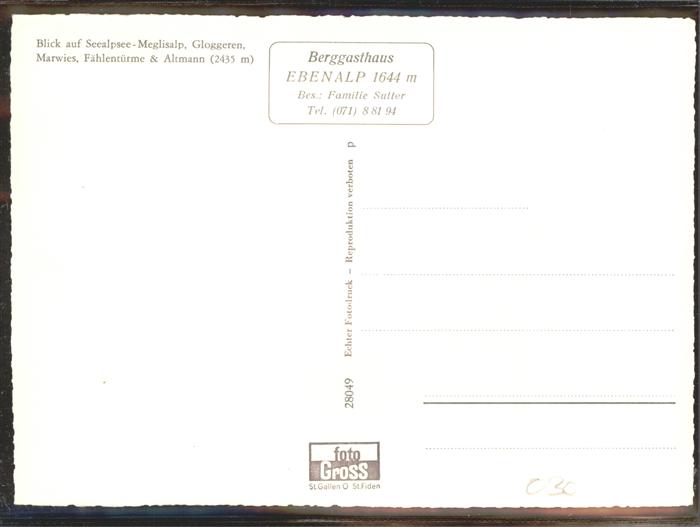 Blick auf Seealpsee-Meglisalp, Gloggeren,
Marwies, Fählentürme & Altmann (2435 m)
Berggasthaus
EBENALP 1644 m
Bes.: Familie Sutter
Tel. (071) 8 81 94
28049 Echter Fotodruck – Reproduktion verboten p
foto
Gross
St.Gallen O St.Fiden
030